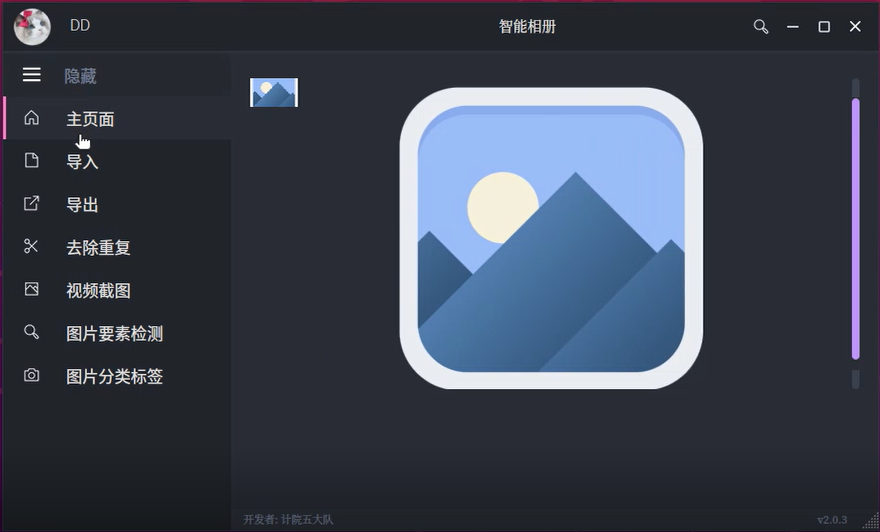 DD
智能相册
隐藏
主页面
导入
导出
去除重复
视频截图
图片要素检测
图片分类标签
开发者: 计院五大队
v2.0.3